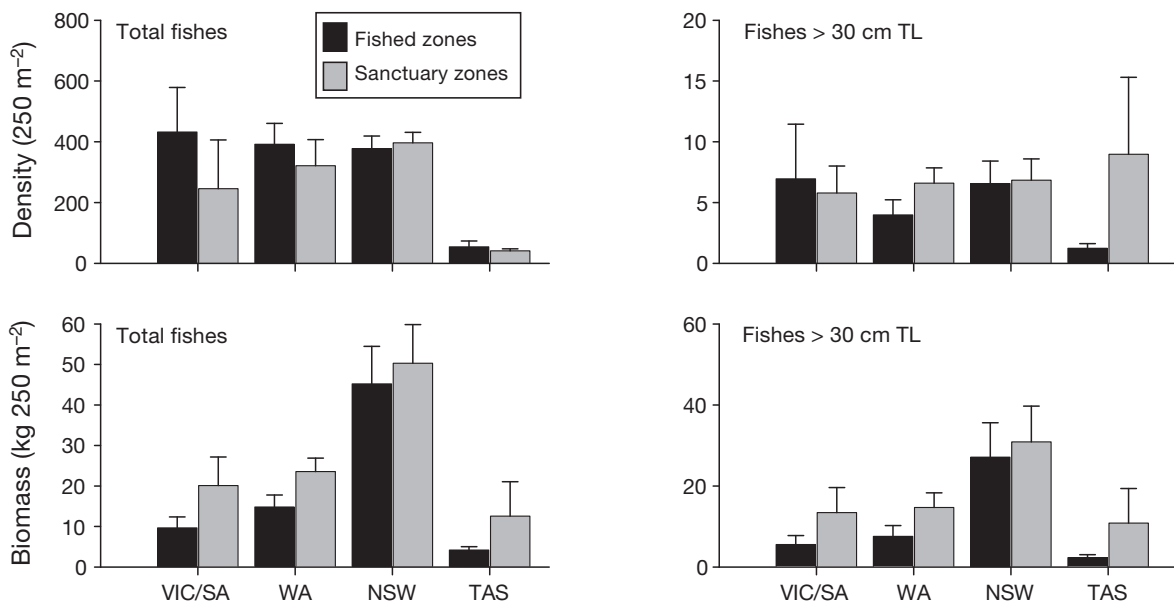 Total fishes
Fished zones
Sanctuary zones
Density (250 m⁻²)
800
600
400
200
0
Fishes > 30 cm TL
20
15
10
5
0
Total fishes
Biomass (kg 250 m⁻²)
60
50
40
30
20
10
0
VIC/SA WA NSW TAS
Fishes > 30 cm TL
60
40
20
0
VIC/SA WA NSW TAS